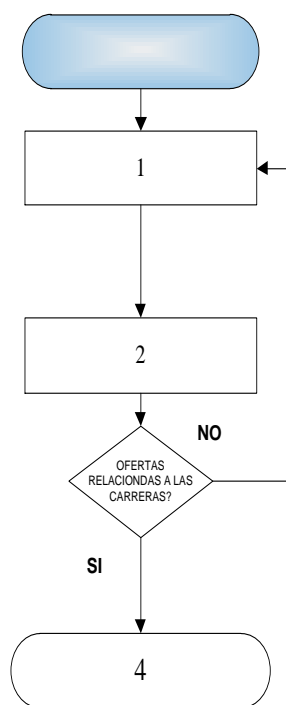 1
2
NO
OFERTAS
RELACIONDAS A LAS
CARRERAS?
SI
4